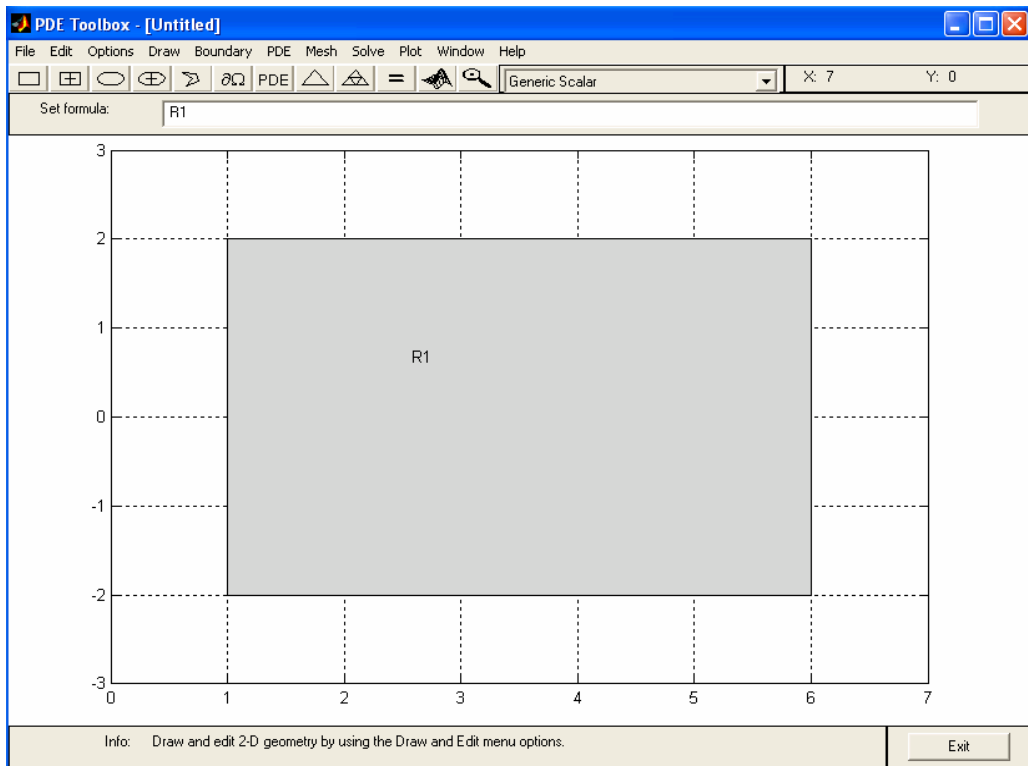 PDE Toolbox - [Untitled]
File Edit Options Draw Boundary PDE Mesh Solve Plot Window Help
∂Ω PDE = Generic Scalar X: 7 Y: 0
Set formula: R1
3
2
1
0
-1
-2
-3
R1
0 1 2 3 4 5 6 7
Info: Draw and edit 2-D geometry by using the Draw and Edit menu options.
Exit